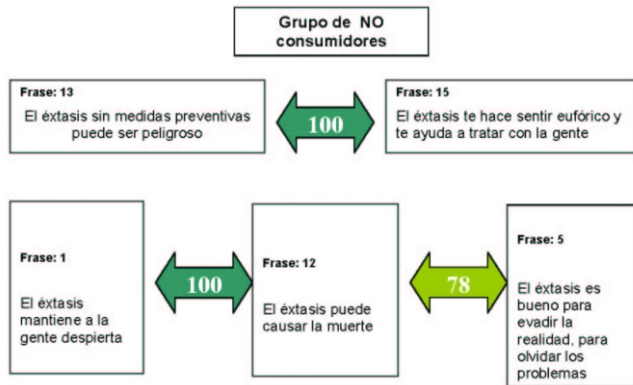 Grupo de NO
consumidores
Frase: 13
El éxtasis sin medidas preventivas
puede ser peligroso
100
Frase: 15
El éxtasis te hace sentir eufórico y
te ayuda a tratar con la gente
Frase: 1
El éxtasis
mantiene a la
gente despierta
100
Frase: 12
El éxtasis puede
causar la muerte
78
Frase: 5
El éxtasis es
bueno para
evadir la
realidad, para
olvidar los
problemas